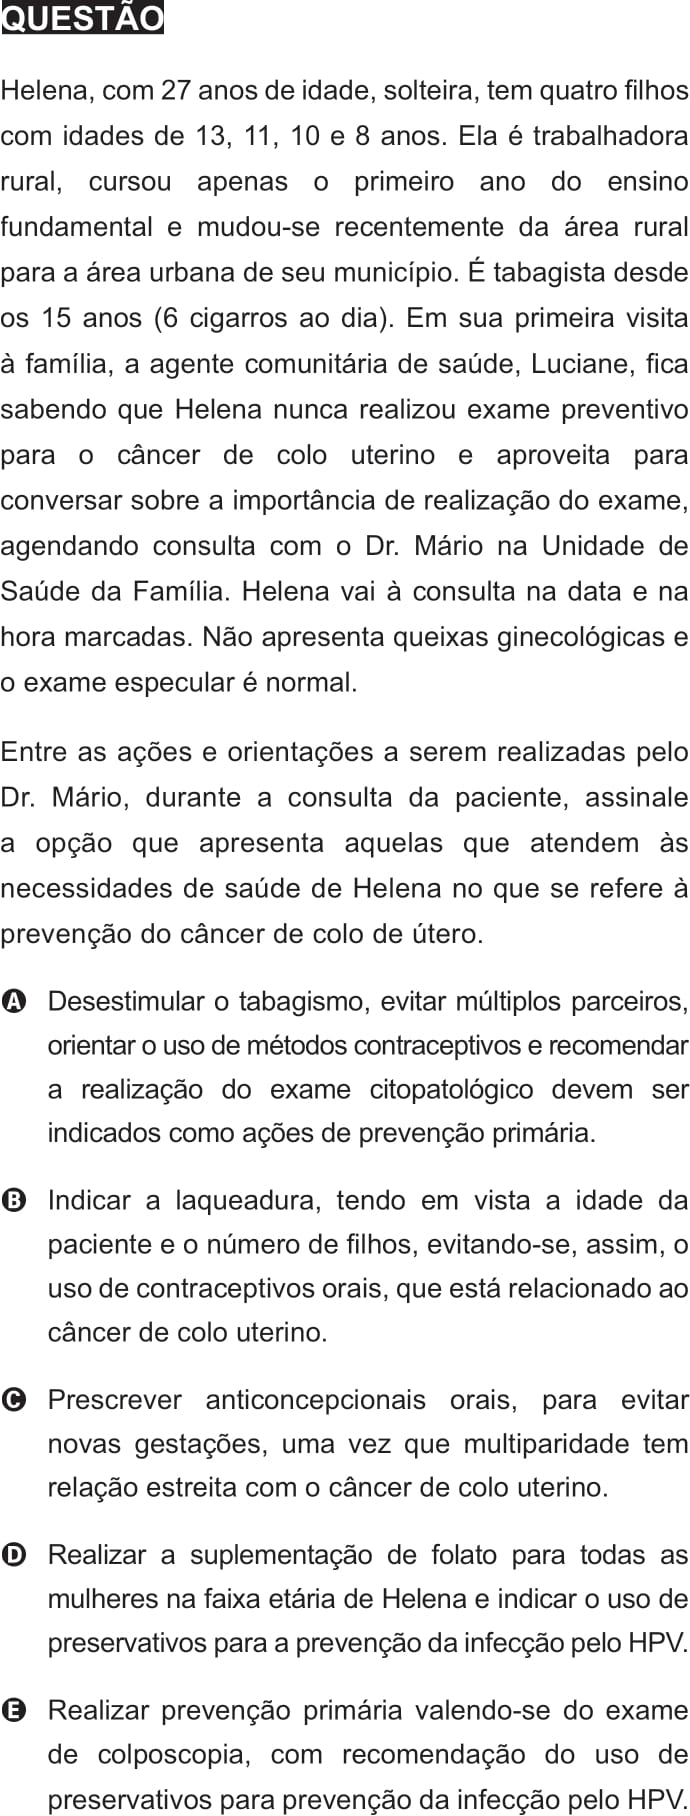 QUESTÃO
Helena, com 27 anos de idade, solteira, tem quatro filhos
com idades de 13, 11, 10 e 8 anos. Ela é trabalhadora
rural, cursou apenas o primeiro ano do ensino
fundamental e mudou-se recentemente da área rural
para a área urbana de seu município. É tabagista desde
os 15 anos (6 cigarros ao dia). Em sua primeira visita
à família, a agente comunitária de saúde, Luciane, fica
sabendo que Helena nunca realizou exame preventivo
para o câncer de colo uterino e aproveita para
conversar sobre a importância de realização do exame,
agendando consulta com o Dr. Mário na Unidade de
Saúde da Família. Helena vai à consulta na data e na
hora marcadas. Não apresenta queixas ginecológicas e
o exame especular é normal.
Entre as ações e orientações a serem realizadas pelo
Dr. Mário, durante a consulta da paciente, assinale
a opção que apresenta aquelas que atendem às
necessidades de saúde de Helena no que se refere à
prevenção do câncer de colo de útero.
A Desestimular o tabagismo, evitar múltiplos parceiros,
orientar o uso de métodos contraceptivos e recomendar
a realização do exame citopatológico devem ser
indicados como ações de prevenção primária.
B Indicar a laqueadura, tendo em vista a idade da
paciente e o número de filhos, evitando-se, assim, o
uso de contraceptivos orais, que está relacionado ao
câncer de colo uterino.
C Prescrever anticoncepcionais orais, para evitar
novas gestações, uma vez que multiparidade tem
relação estreita com o câncer de colo uterino.
D Realizar a suplementação de folato para todas as
mulheres na faixa etária de Helena e indicar o uso de
preservativos para a prevenção da infecção pelo HPV.
E Realizar prevenção primária valendo-se do exame
de colposcopia, com recomendação do uso de
preservativos para prevenção da infecção pelo HPV.